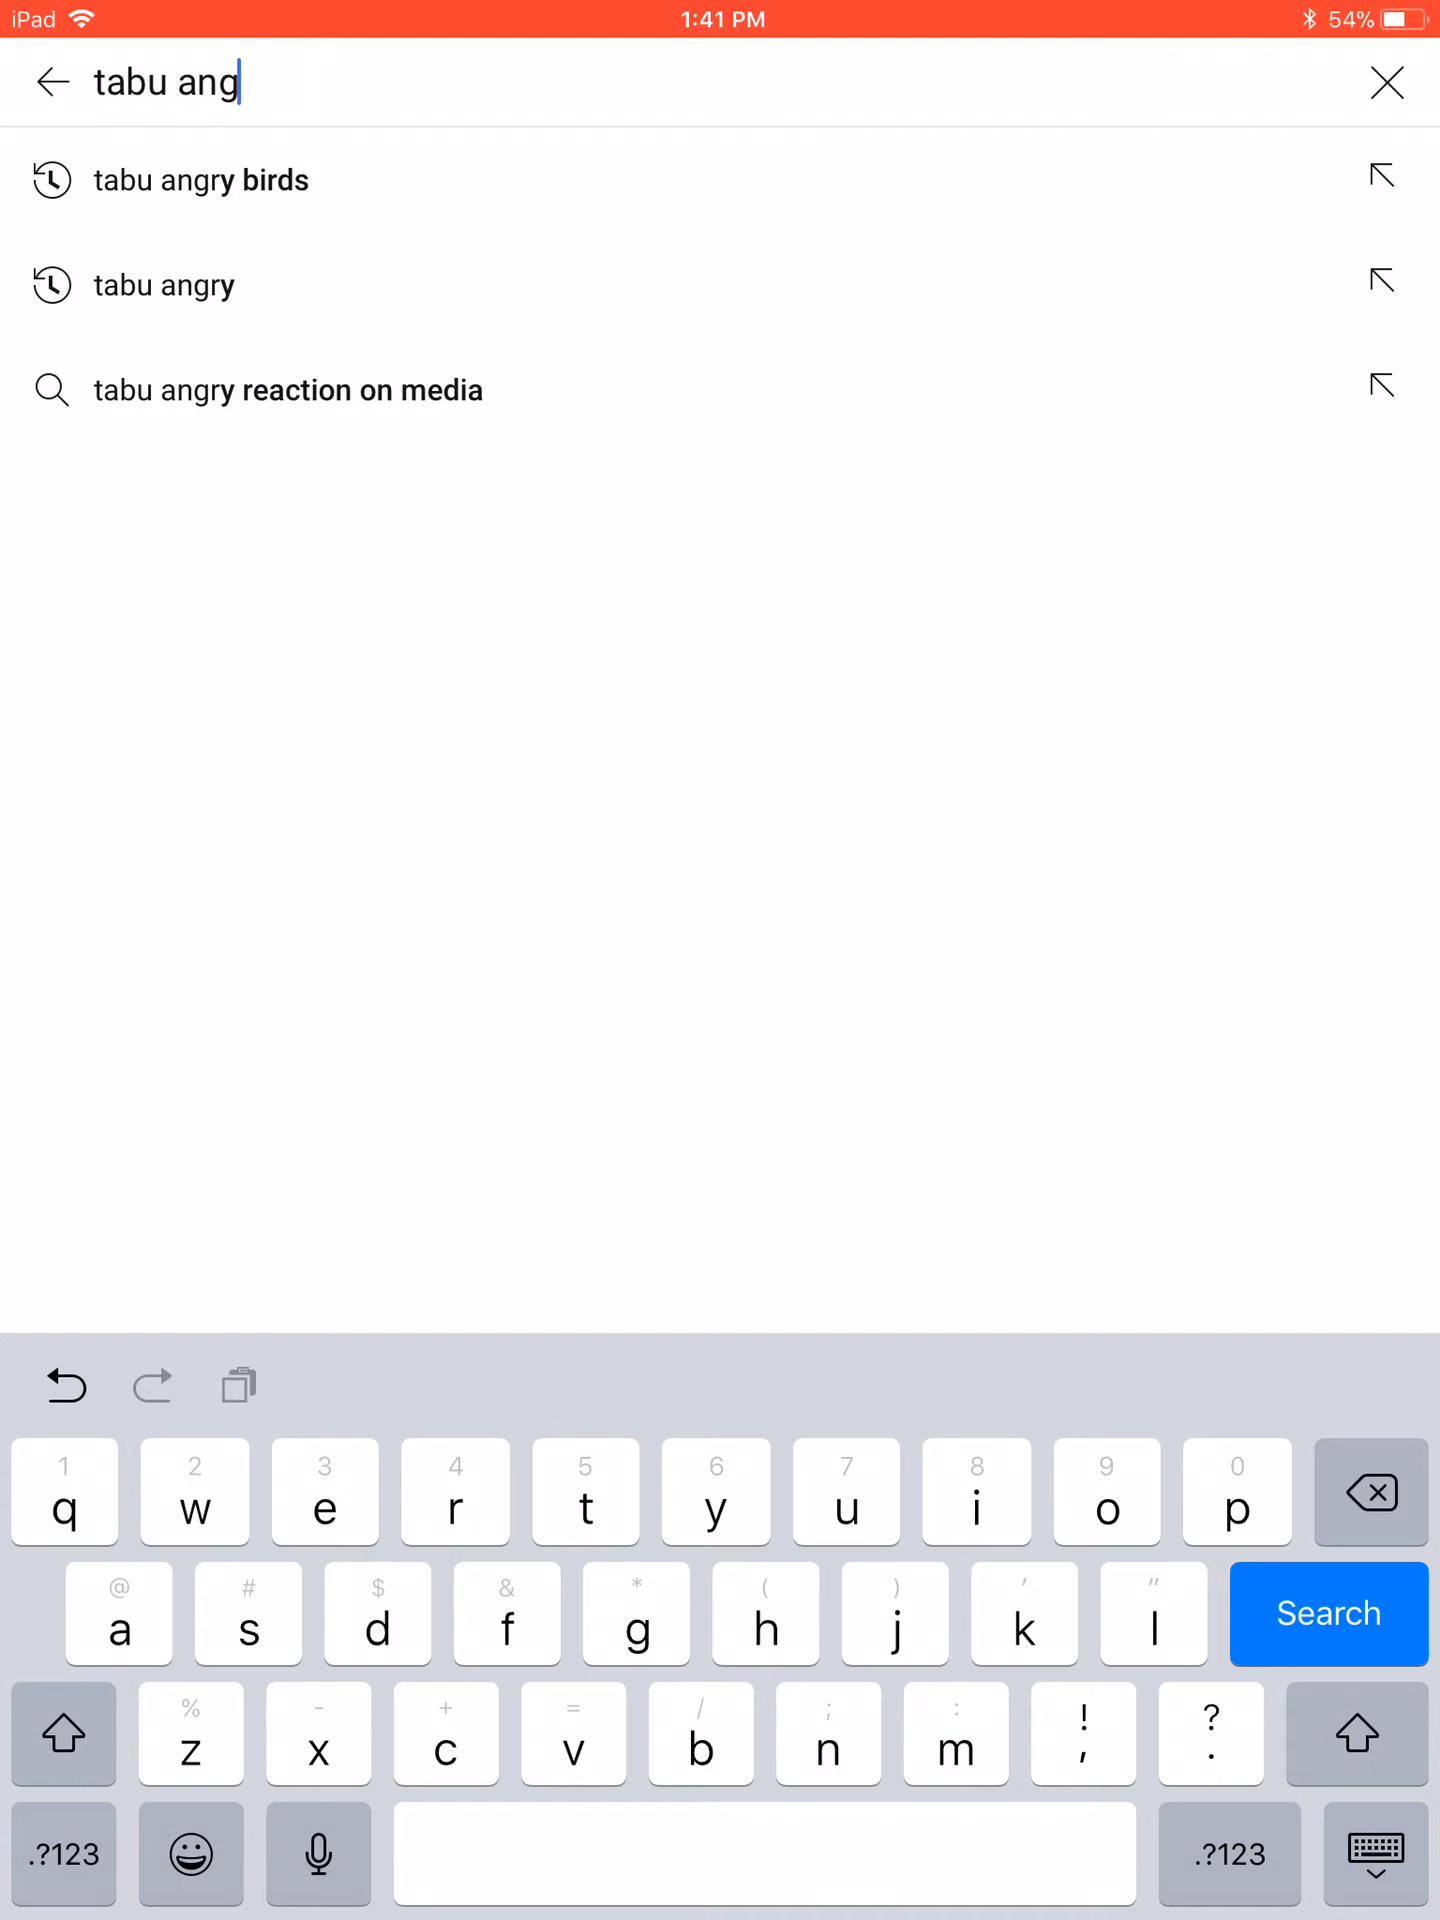 iPad 1:41 PM 54%
tabu ang
tabu angry birds
tabu angry
tabu angry reaction on media
1 2 3 4 5 6 7 8 9 0
q w e r t y u i o p
@ # $ & * ( ) ' "
a s d f g h j k l Search
% - + = / ; : ! ?
z x c v b n m , .
.?123 .?123